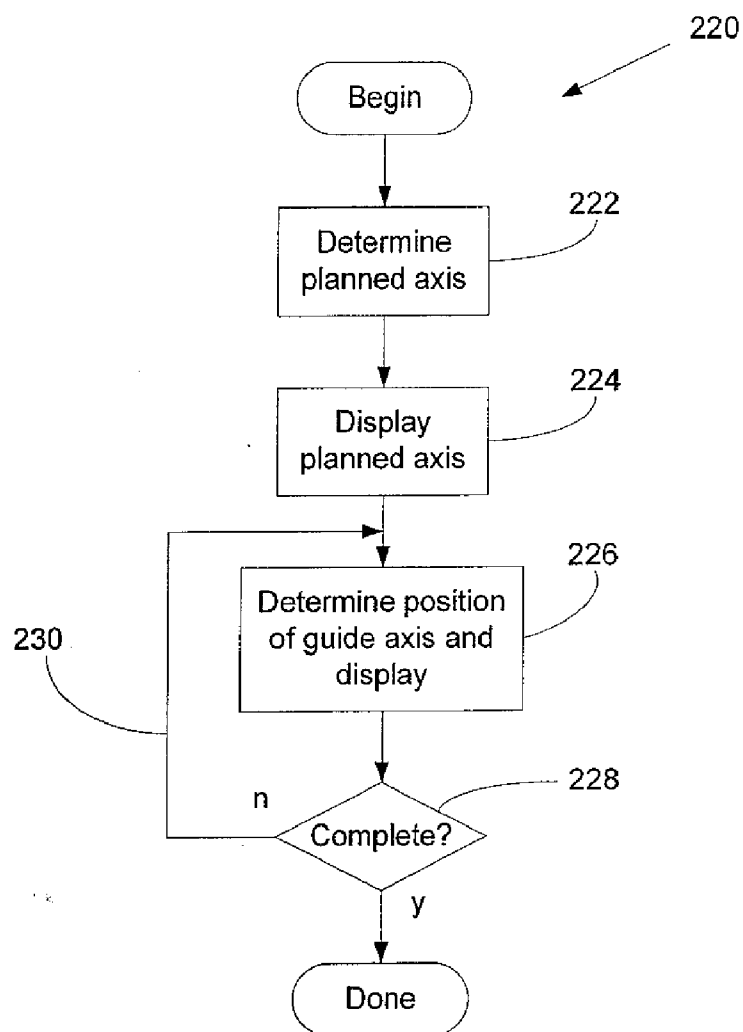 220
Begin
222
Determine
planned axis
224
Display
planned axis
226
Determine position
of guide axis and
display
230
228
n
Complete?
y
Done